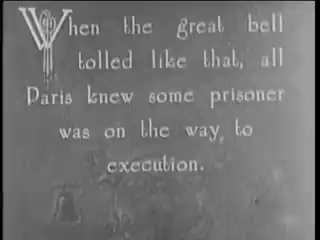 When the great bell
tolled like that, all
Paris knew some prisoner
was on the way to
execution.